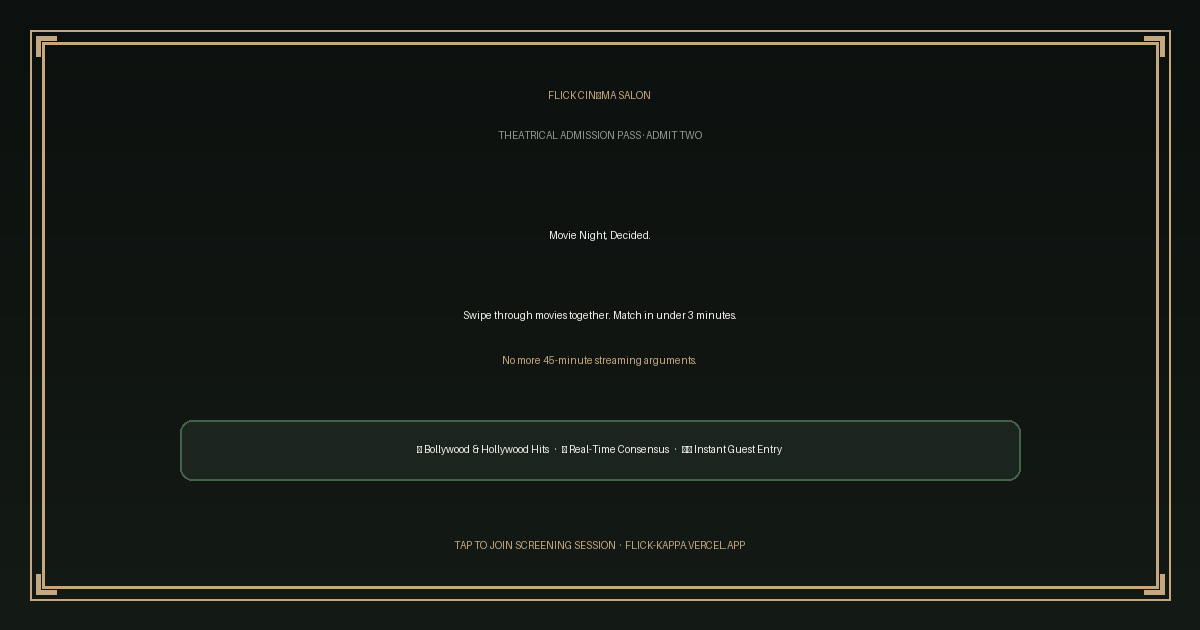 FLICK CIN▯MA SALON
THEATRICAL ADMISSION PASS · ADMIT TWO
Movie Night, Decided.
Swipe through movies together. Match in under 3 minutes.
No more 45-minute streaming arguments.
▯ Bollywood & Hollywood Hits · ▯ Real-Time Consensus · ▯▯ Instant Guest Entry
TAP TO JOIN SCREENING SESSION · FLICK-KAPPA.VERCEL.APP